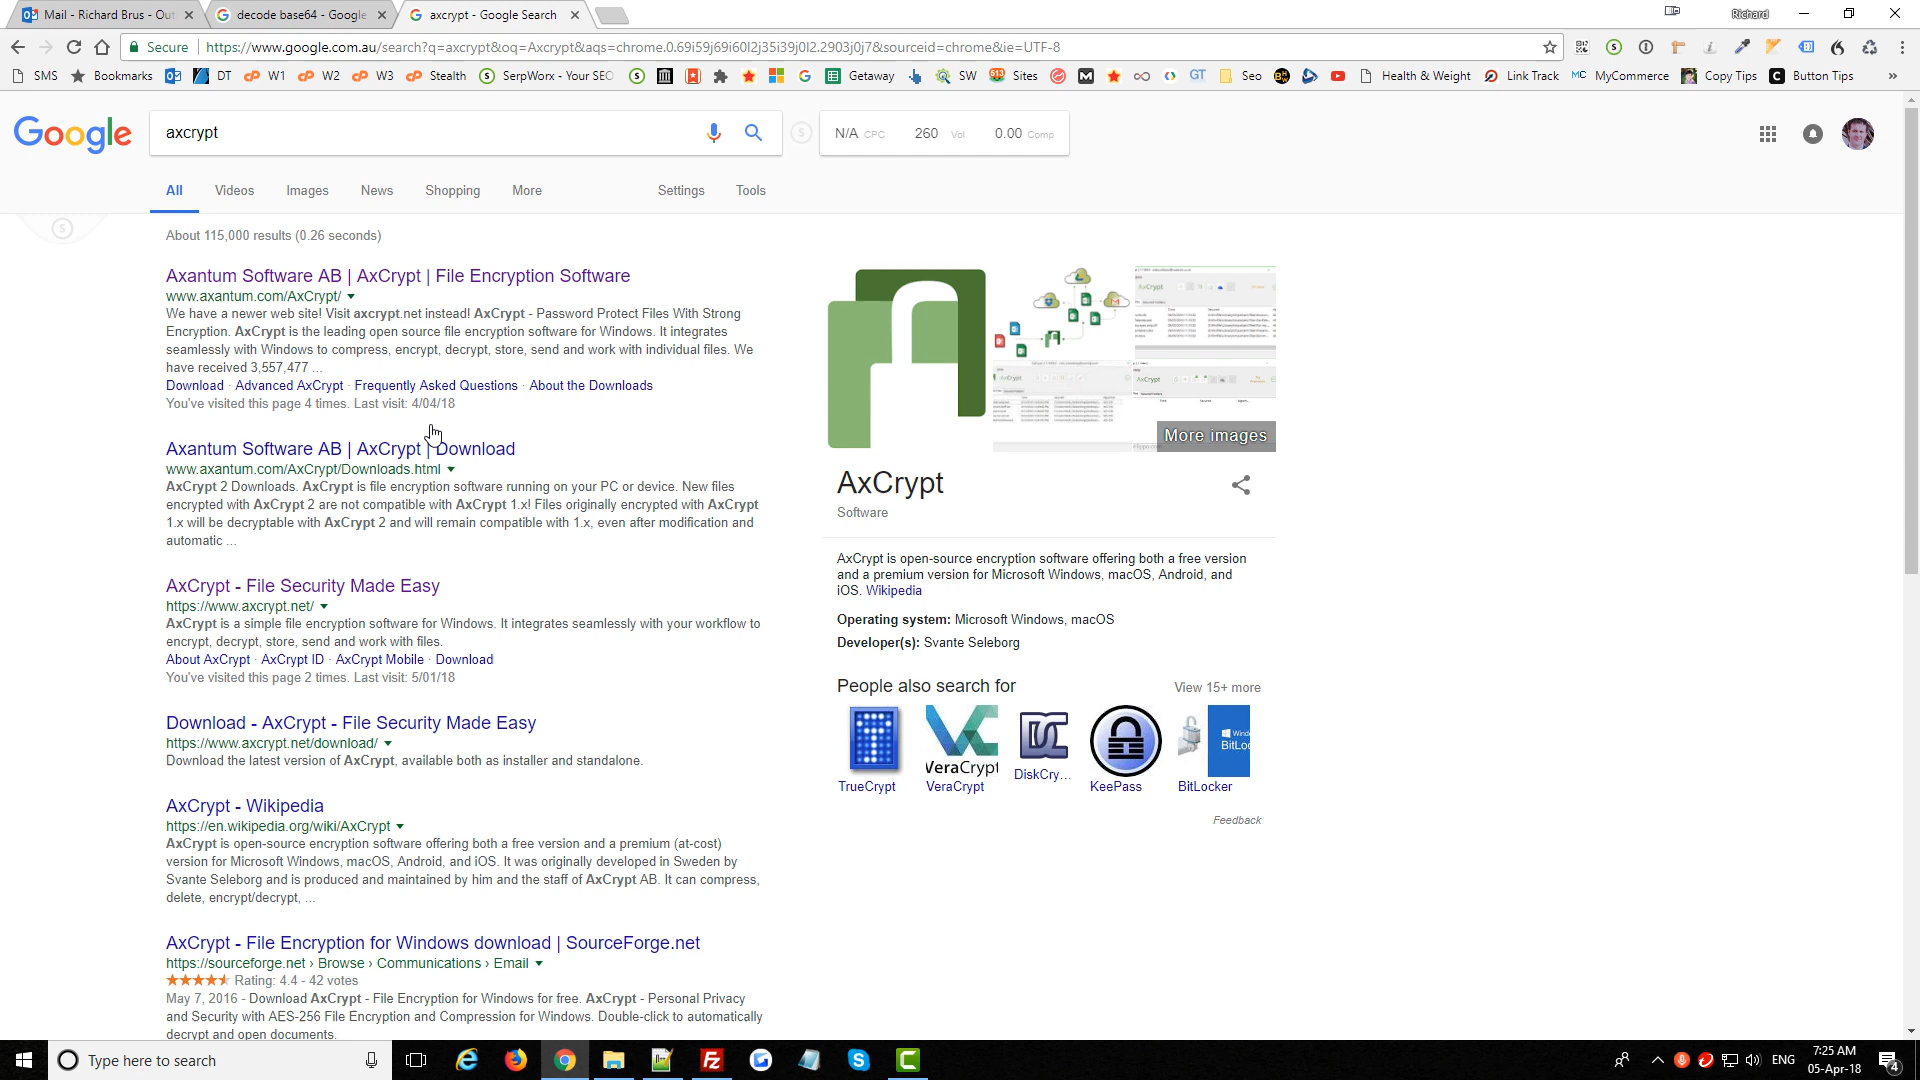 Mail - Richard Brus - Out
decode base64 - Google
axcrypt - Google Search
Richard
Secure
https://www.google.com.au/search?q=axcrypt&oq=Axcrypt&aqs=chrome.0.69i59j69i60l2j35i39j0l2.2903j0j7&sourceid=chrome&ie=UTF-8
SMS Bookmarks DT W1 W2 W3 Stealth SerpWorx - Your SEO Getaway SW Sites GT Seo Health & Weight Link Track MyCommerce Copy Tips Button Tips »
Google
axcrypt
N/A CPC 260 Vol 0.00 Comp
All Videos Images News Shopping More Settings Tools
About 115,000 results (0.26 seconds)
Axantum Software AB | AxCrypt | File Encryption Software
www.axantum.com/AxCrypt/
We have a newer web site! Visit axcrypt.net instead! AxCrypt - Password Protect Files With Strong
Encryption. AxCrypt is the leading open source file encryption software for Windows. It integrates
seamlessly with Windows to compress, encrypt, decrypt, store, send and work with individual files. We
have received 3,557,477 ...
Download · Advanced AxCrypt · Frequently Asked Questions · About the Downloads
You've visited this page 4 times. Last visit: 4/04/18
Axantum Software AB | AxCrypt | Download
www.axantum.com/AxCrypt/Downloads.html
AxCrypt 2 Downloads. AxCrypt is file encryption software running on your PC or device. New files
encrypted with AxCrypt 2 are not compatible with AxCrypt 1.x! Files originally encrypted with AxCrypt
1.x will be decryptable with AxCrypt 2 and will remain compatible with 1.x, even after modification and
automatic ...
AxCrypt - File Security Made Easy
https://www.axcrypt.net/
AxCrypt is a simple file encryption software for Windows. It integrates seamlessly with your workflow to
encrypt, decrypt, store, send and work with files.
About AxCrypt · AxCrypt ID · AxCrypt Mobile · Download
You've visited this page 2 times. Last visit: 5/01/18
Download - AxCrypt - File Security Made Easy
https://www.axcrypt.net/download/
Download the latest version of AxCrypt, available both as installer and standalone.
AxCrypt - Wikipedia
https://en.wikipedia.org/wiki/AxCrypt
AxCrypt is open-source encryption software offering both a free version and a premium (at-cost)
version for Microsoft Windows, macOS, Android, and iOS. It was originally developed in Sweden by
Svante Seleborg and is produced and maintained by him and the staff of AxCrypt AB. It can compress,
delete, encrypt/decrypt, ...
AxCrypt - File Encryption for Windows download | SourceForge.net
https://sourceforge.net › Browse › Communications › Email
Rating: 4.4 - 42 votes
May 7, 2016 - Download AxCrypt - File Encryption for Windows for free. AxCrypt - Personal Privacy
and Security with AES-256 File Encryption and Compression for Windows. Double-click to automatically
decrypt and open documents.
More images
AxCrypt
Software
AxCrypt is open-source encryption software offering both a free version
and a premium version for Microsoft Windows, macOS, Android, and
iOS. Wikipedia
Operating system: Microsoft Windows, macOS
Developer(s): Svante Seleborg
People also search for
View 15+ more
VeraCrypt
DC
Windo
BitLoc
TrueCrypt VeraCrypt DiskCry... KeePass BitLocker
Feedback
Type here to search
ENG
7:25 AM
05-Apr-18
4